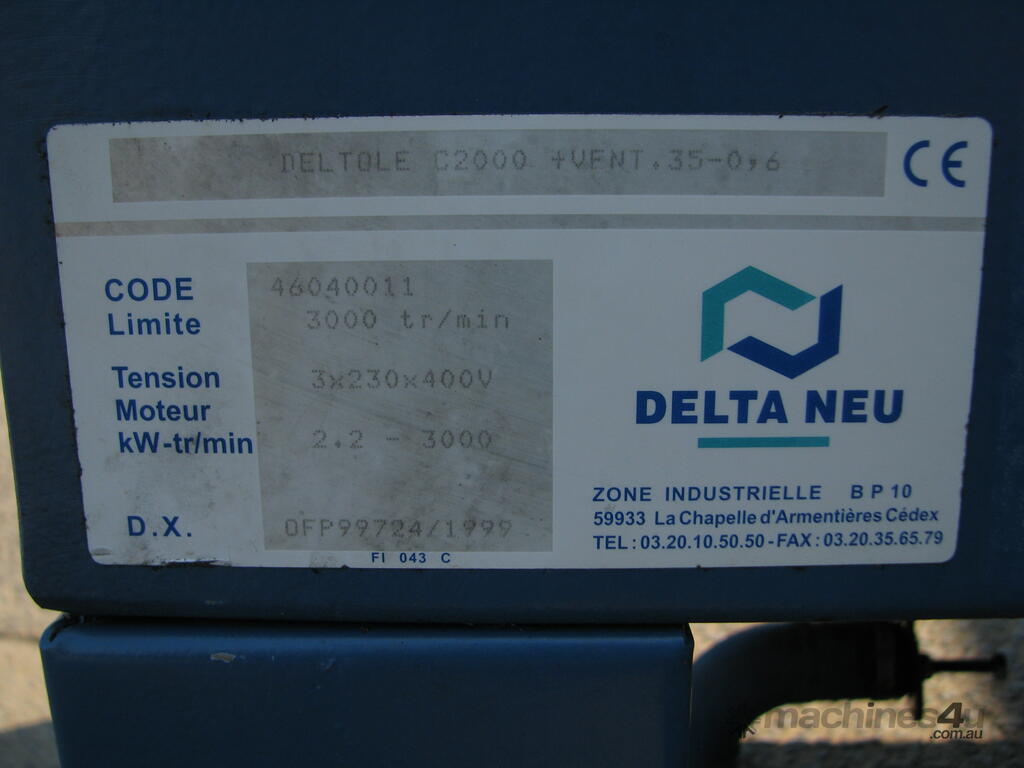 DELTOLE C2000 +VENT.35-0,6
CE
CODE 46040011
Limite 3000 tr/min
Tension 3x230x400V
Moteur
kW-tr/min 2.2 - 3000
D.X. OFP99724/1999
FI 043 C
DELTA NEU
ZONE INDUSTRIELLE B P 10
59933 La Chapelle d'Armentières Cédex
TEL : 03.20.10.50.50 - FAX : 03.20.35.65.79
machines4u
.com.au